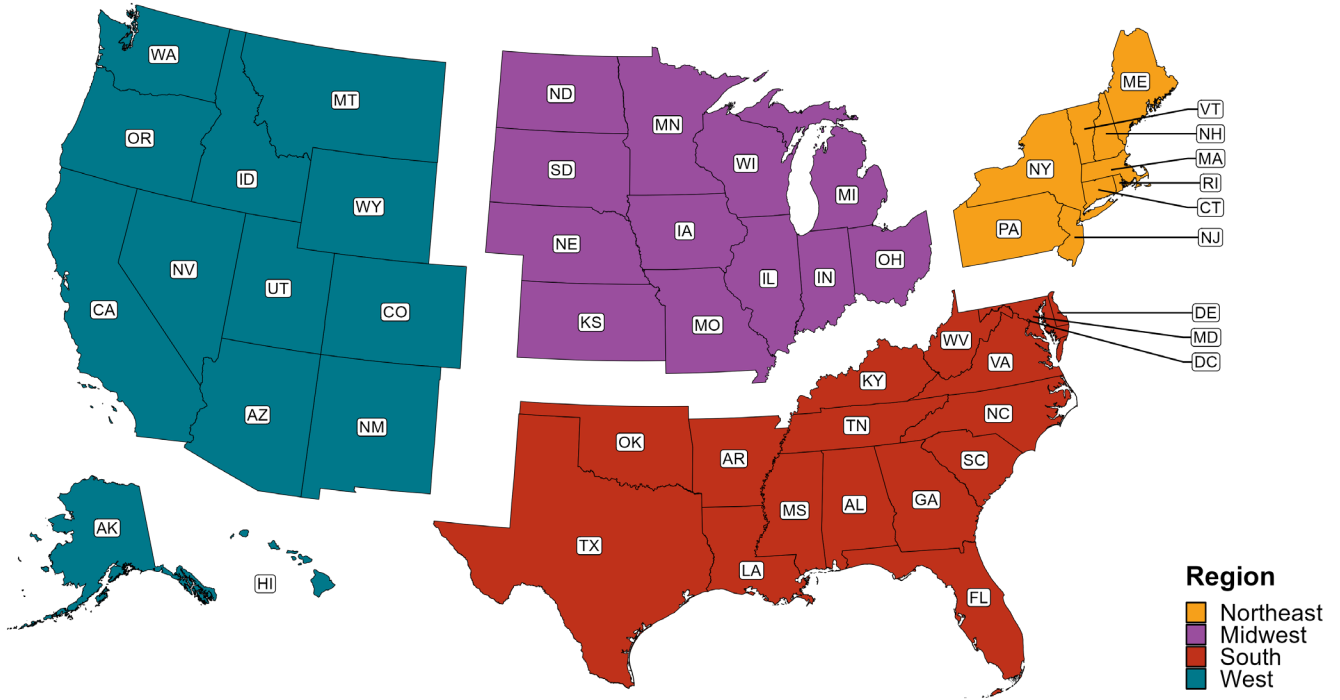 WA
MT
OR
ID
WY
NV
UT
CA
CO
AZ
NM
AK
HI
ND
MN
SD
WI
MI
NE
IA
IL
IN
OH
KS
MO
ME
VT
NH
NY
MA
RI
CT
PA
NJ
DE
MD
DC
WV
VA
KY
NC
TN
OK
AR
SC
MS
AL
GA
TX
LA
FL
Region
Northeast
Midwest
South
West